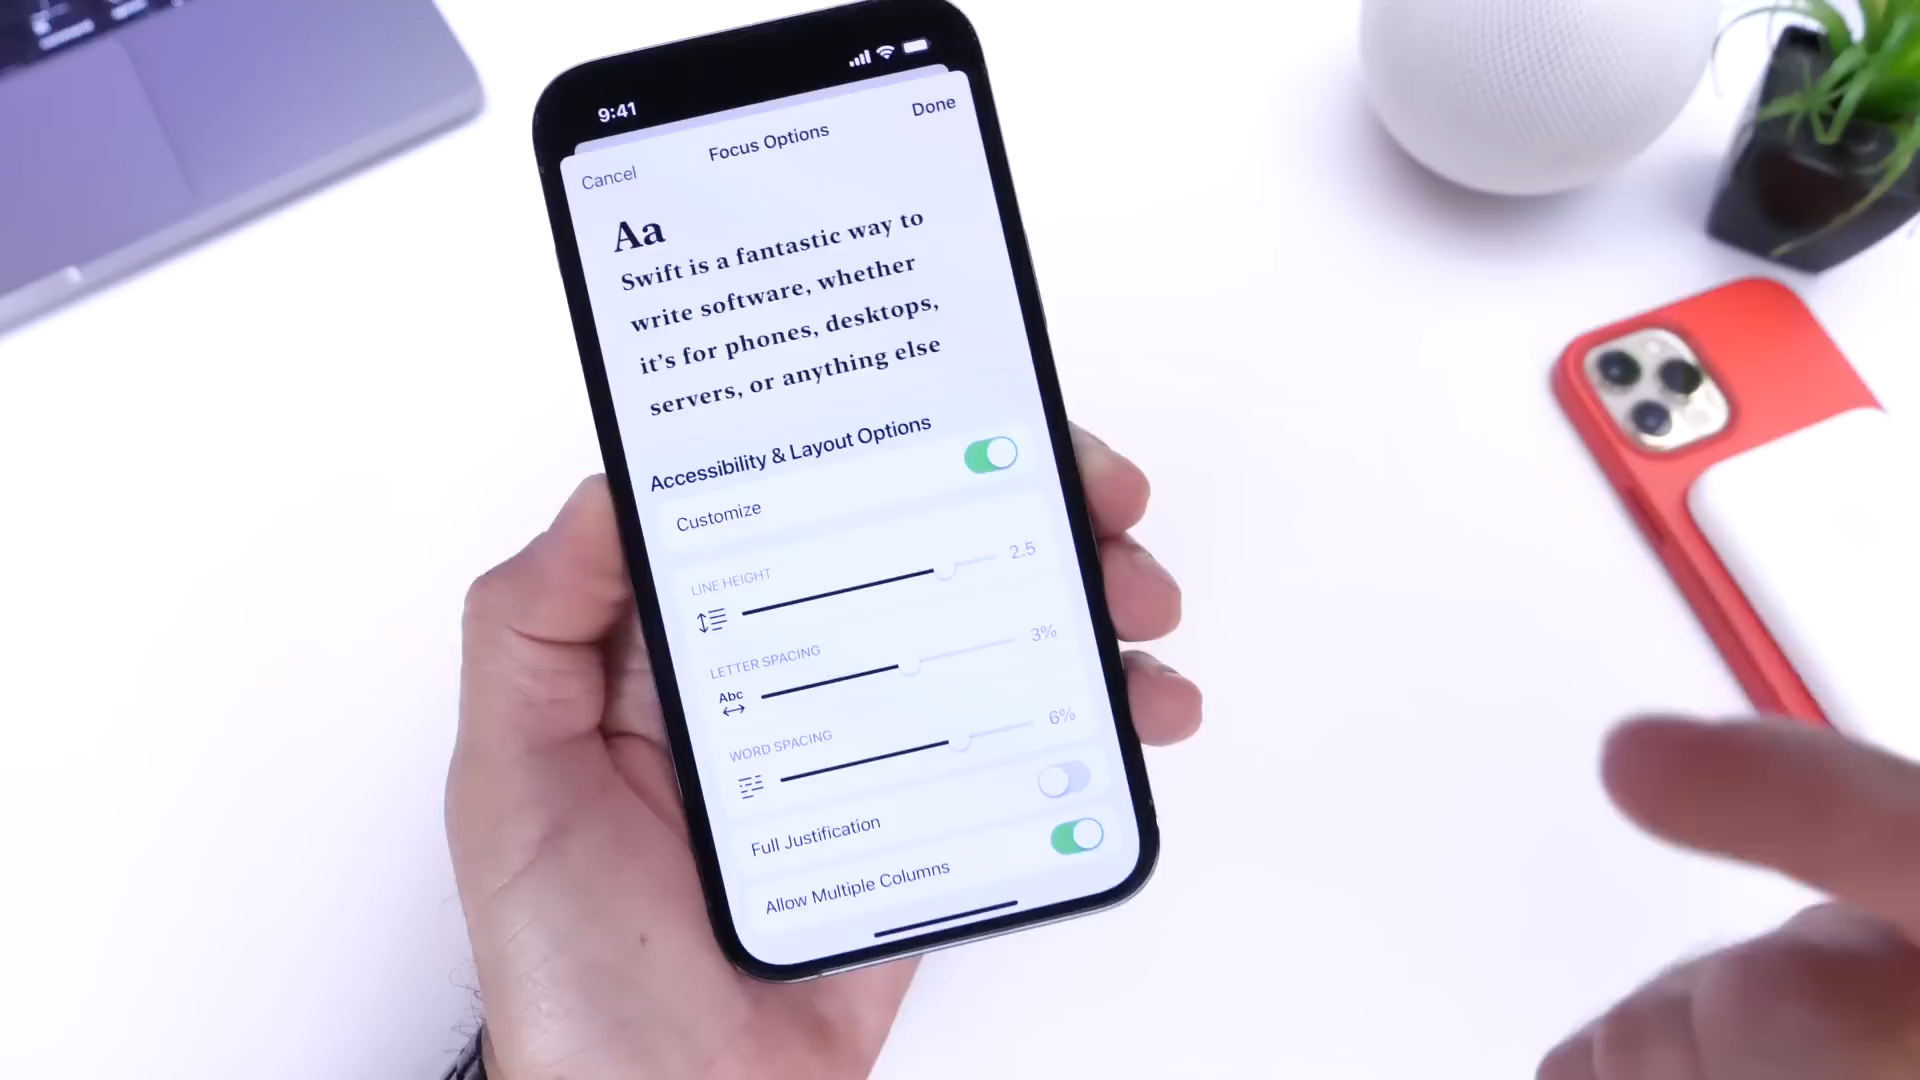 9:41
Cancel
Focus Options
Done
Aa
Swift is a fantastic way to
write software, whether
it's for phones, desktops,
servers, or anything else
Accessibility & Layout Options
Customize
LINE HEIGHT
2.5
LETTER SPACING
Abc
3%
WORD SPACING
6%
Full Justification
Allow Multiple Columns